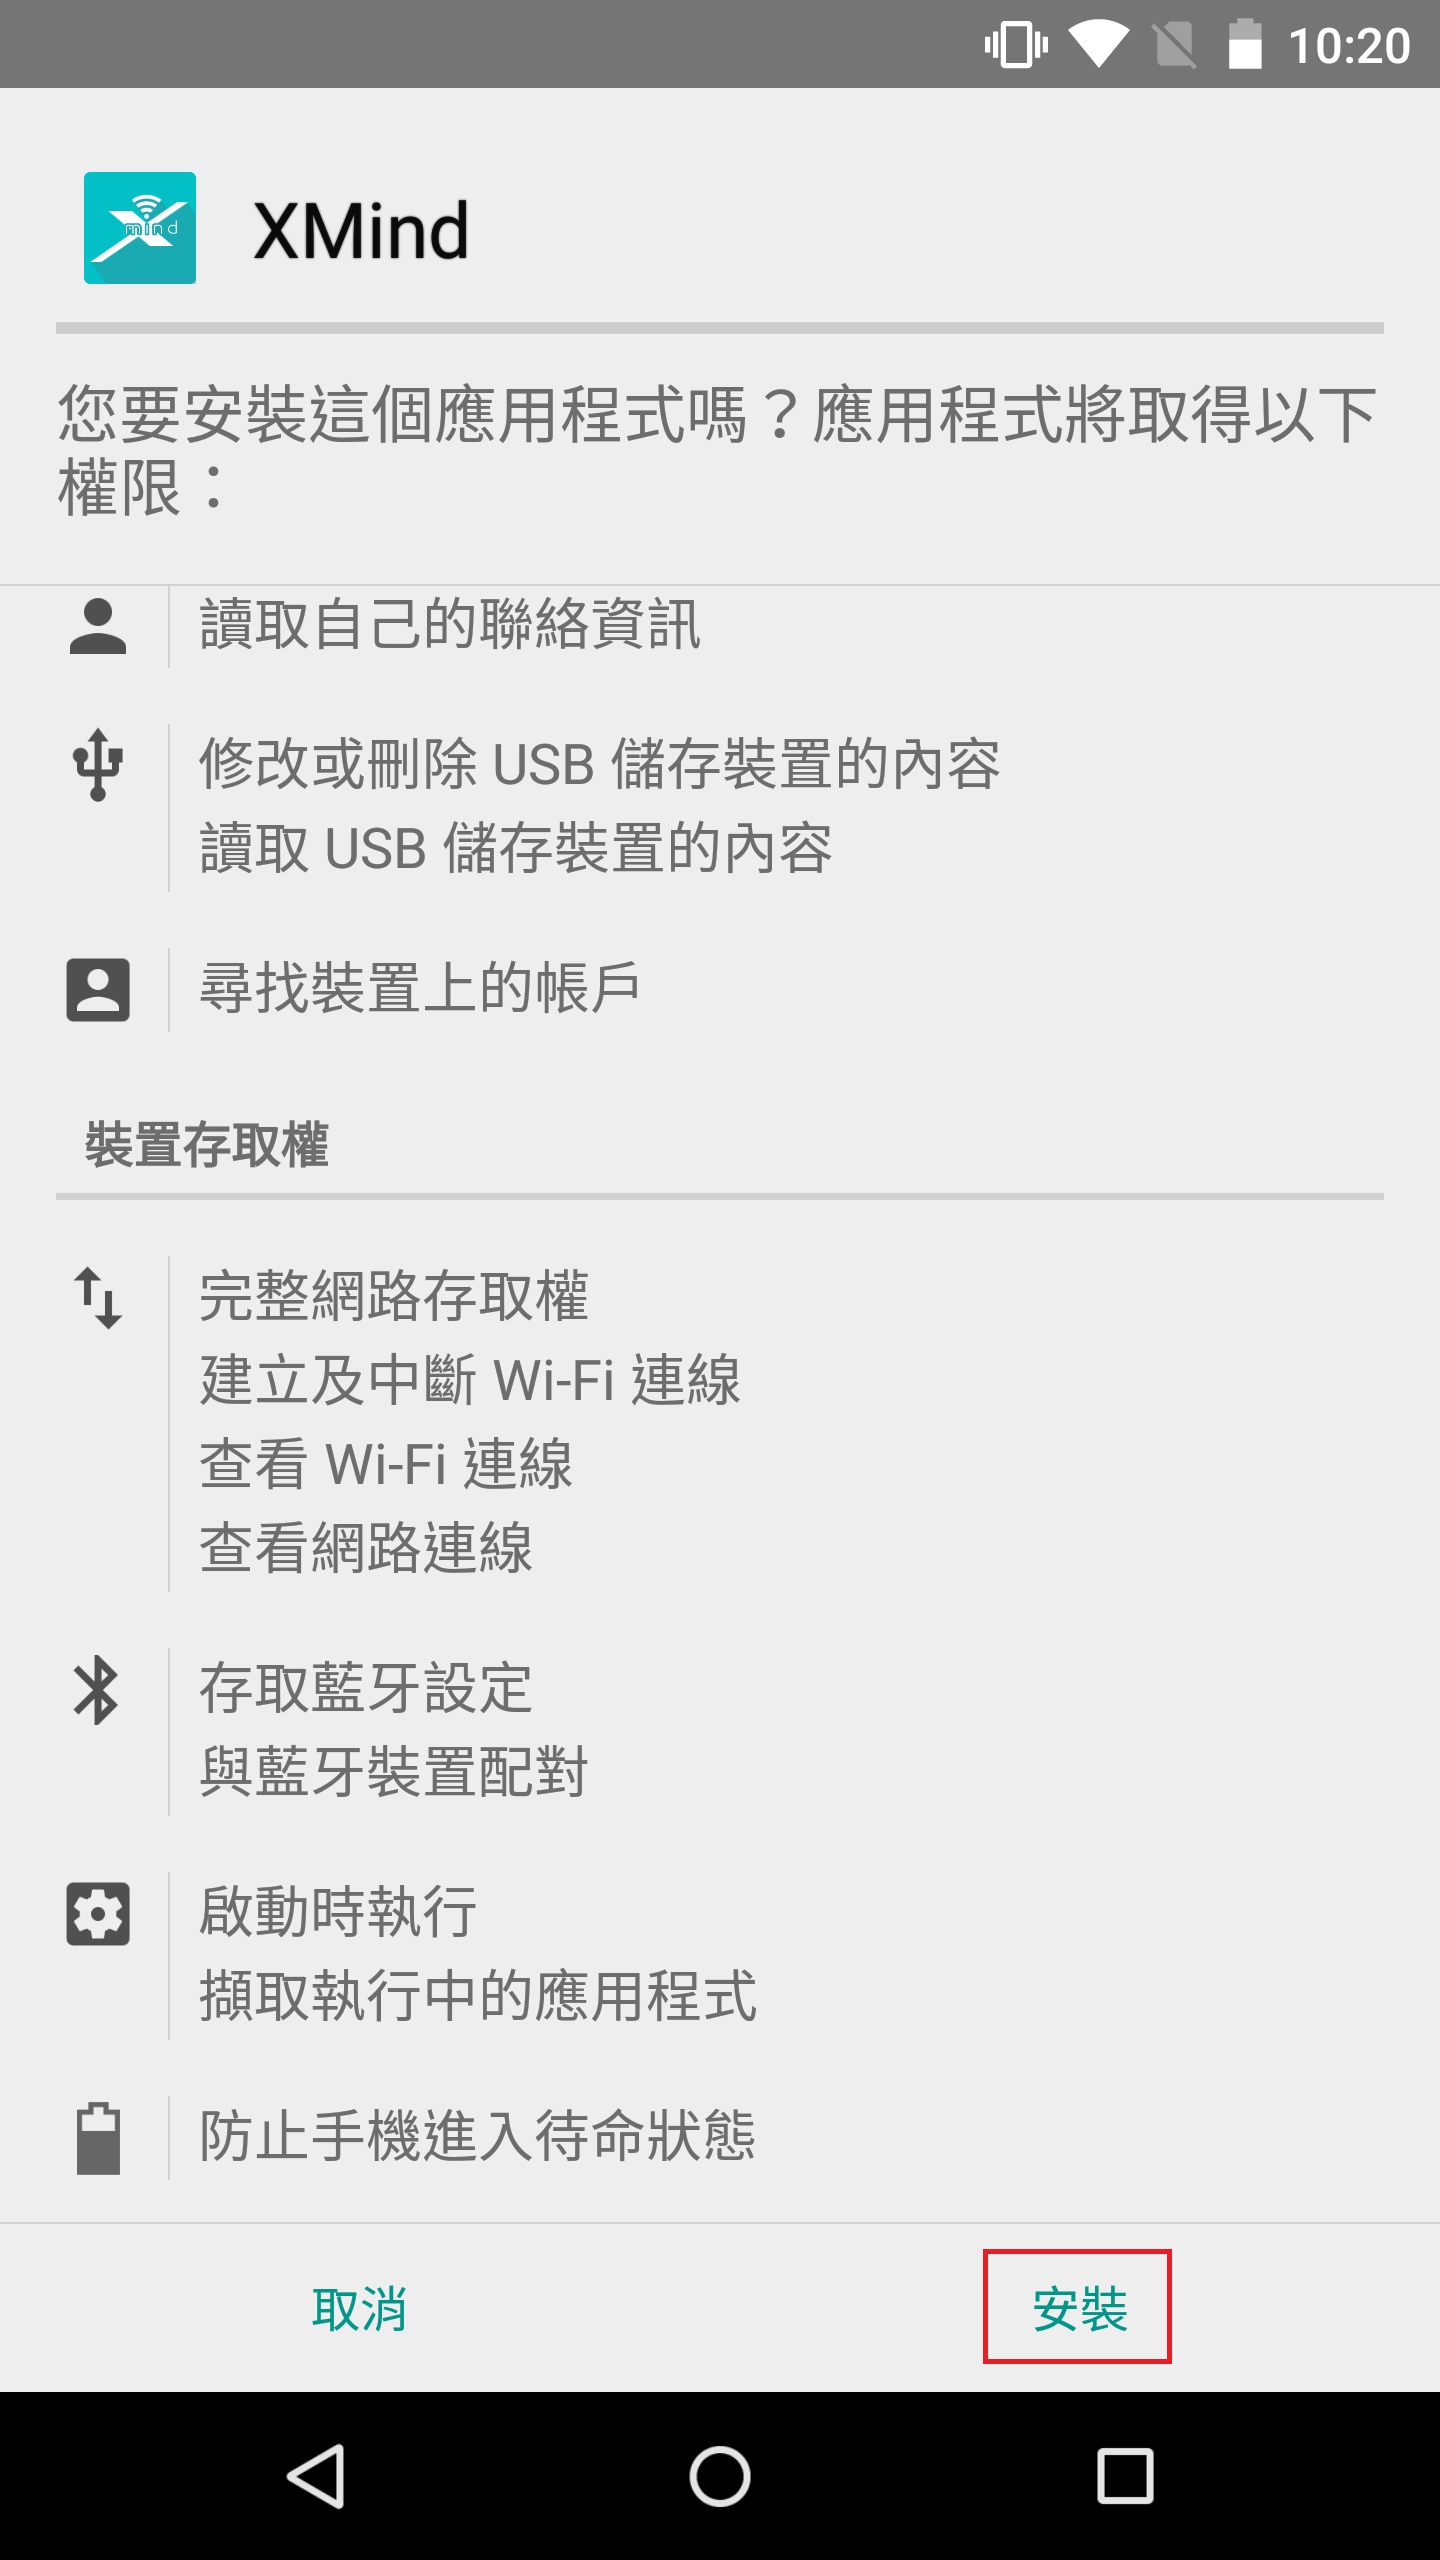 10:20
mind
XMind
您要安裝這個應用程式嗎？應用程式將取得以下
權限：
讀取自己的聯絡資訊
修改或刪除 USB 儲存裝置的內容
讀取 USB 儲存裝置的內容
尋找裝置上的帳戶
裝置存取權
完整網路存取權
建立及中斷 Wi-Fi 連線
查看 Wi-Fi 連線
查看網路連線
存取藍牙設定
與藍牙裝置配對
啟動時執行
擷取執行中的應用程式
防止手機進入待命狀態
取消
安裝